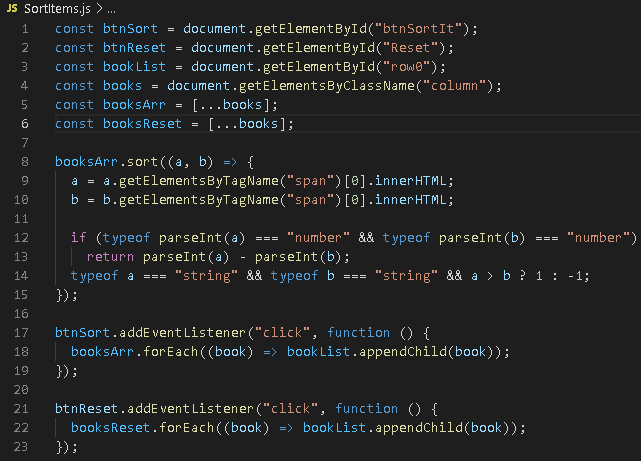 JS SortItems.js > ...
1 const btnSort = document.getElementById("btnSortIt");
2 const btnReset = document.getElementById("Reset");
3 const bookList = document.getElementById("row0");
4 const books = document.getElementsByClassName("column");
5 const booksArr = [...books];
6 const booksReset = [...books];
7
8 booksArr.sort((a, b) => {
9   a = a.getElementsByTagName("span")[0].innerHTML;
10   b = b.getElementsByTagName("span")[0].innerHTML;
11
12   if (typeof parseInt(a) === "number" && typeof parseInt(b) === "number")
13     return parseInt(a) - parseInt(b);
14   typeof a === "string" && typeof b === "string" && a > b ? 1 : -1;
15 });
16
17 btnSort.addEventListener("click", function () {
18   booksArr.forEach((book) => bookList.appendChild(book));
19 });
20
21 btnReset.addEventListener("click", function () {
22   booksReset.forEach((book) => bookList.appendChild(book));
23 });